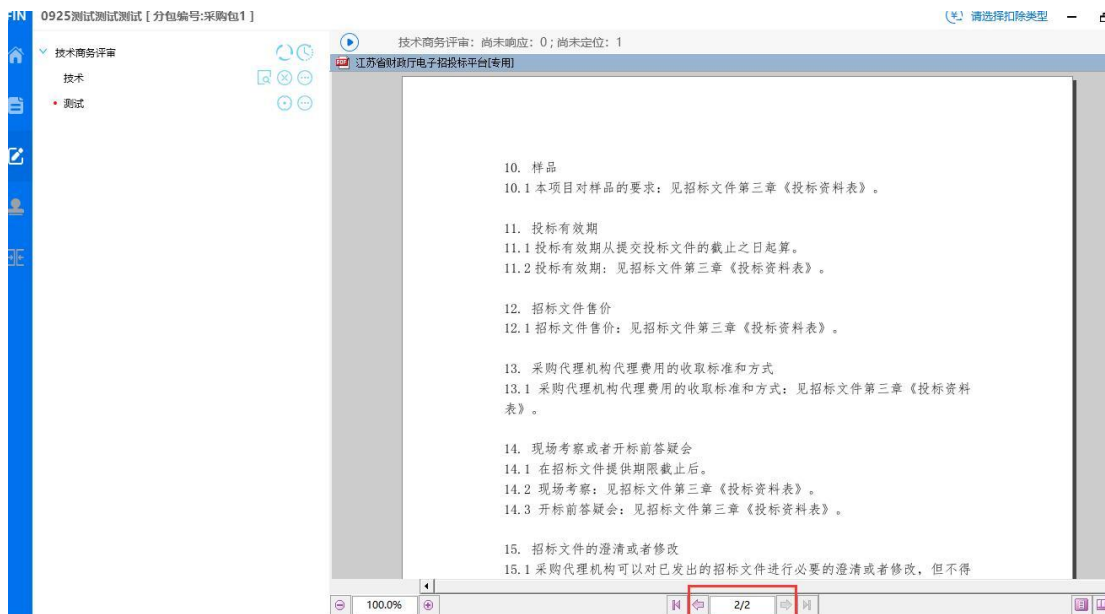 FIN 0925测试测试测试 [ 分包编号:采购包1 ]
(¥) 请选择扣除类型
技术商务评审
技术
测试
技术商务评审：尚未响应：0；尚未定位：1
PDF 江苏省财政厅电子招投标平台[专用]
10. 样品
10.1 本项目对样品的要求：见招标文件第三章《投标资料表》。
11. 投标有效期
11.1 投标有效期从提交投标文件的截止之日起算。
11.2 投标有效期：见招标文件第三章《投标资料表》。
12. 招标文件售价
12.1 招标文件售价：见招标文件第三章《投标资料表》。
13. 采购代理机构代理费用的收取标准和方式
13.1 采购代理机构代理费用的收取标准和方式：见招标文件第三章《投标资料
表》。
14. 现场考察或者开标前答疑会
14.1 在招标文件提供期限截止后。
14.2 现场考察：见招标文件第三章《投标资料表》。
14.3 开标前答疑会：见招标文件第三章《投标资料表》。
15. 招标文件的澄清或者修改
15.1 采购代理机构可以对已发出的招标文件进行必要的澄清或者修改，但不得
100.0%
2/2